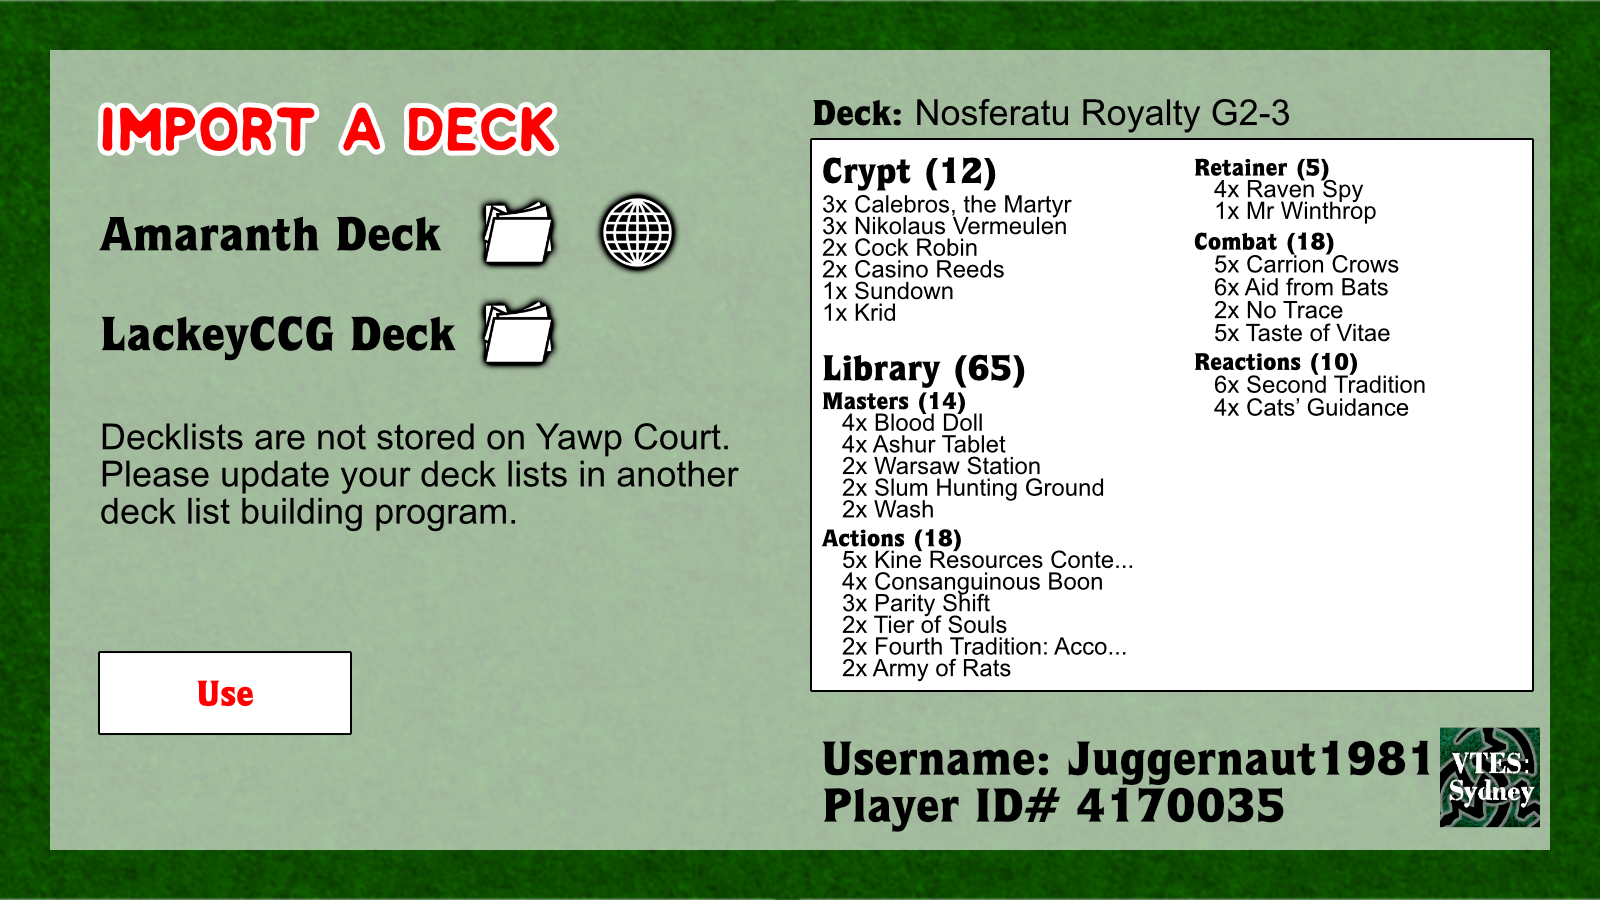 IMPORT A DECK
Amaranth Deck
LackeyCCG Deck
Decklists are not stored on Yawp Court.
Please update your deck lists in another
deck list building program.
Use
Deck: Nosferatu Royalty G2-3
Crypt (12)
3x Calebros, the Martyr
3x Nikolaus Vermeulen
2x Cock Robin
2x Casino Reeds
1x Sundown
1x Krid
Library (65)
Masters (14)
4x Blood Doll
4x Ashur Tablet
2x Warsaw Station
2x Slum Hunting Ground
2x Wash
Actions (18)
5x Kine Resources Conte...
4x Consanguinous Boon
3x Parity Shift
2x Tier of Souls
2x Fourth Tradition: Acco...
2x Army of Rats
Retainer (5)
4x Raven Spy
1x Mr Winthrop
Combat (18)
5x Carrion Crows
6x Aid from Bats
2x No Trace
5x Taste of Vitae
Reactions (10)
6x Second Tradition
4x Cats’ Guidance
Username: Juggernaut1981
Player ID# 4170035
VTES:
Sydney